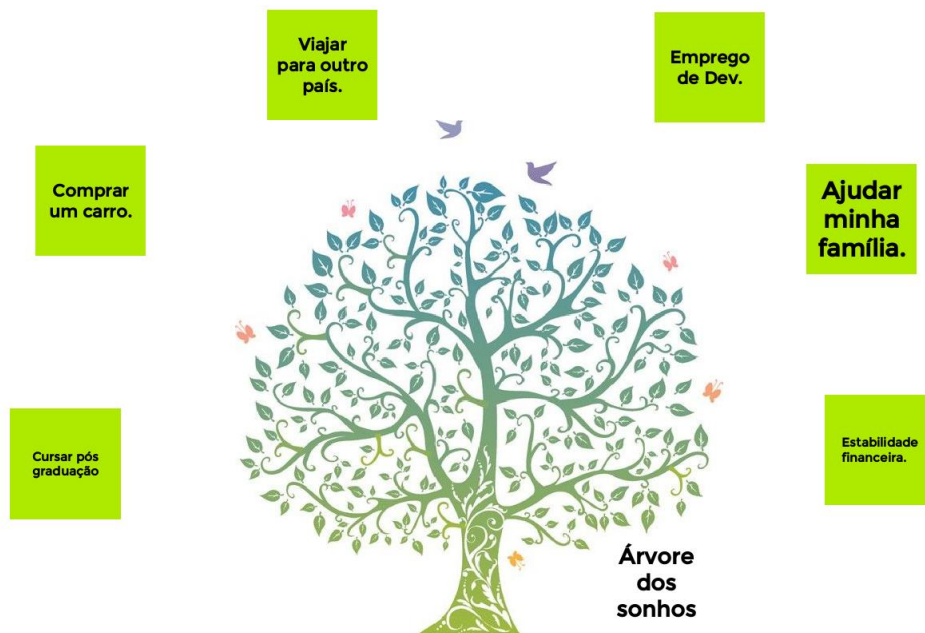 Viajar
para outro
país.
Emprego
de Dev.
Comprar
um carro.
Ajudar
minha
família.
Cursar pós
graduação
Estabilidade
financeira.
Árvore
dos
sonhos